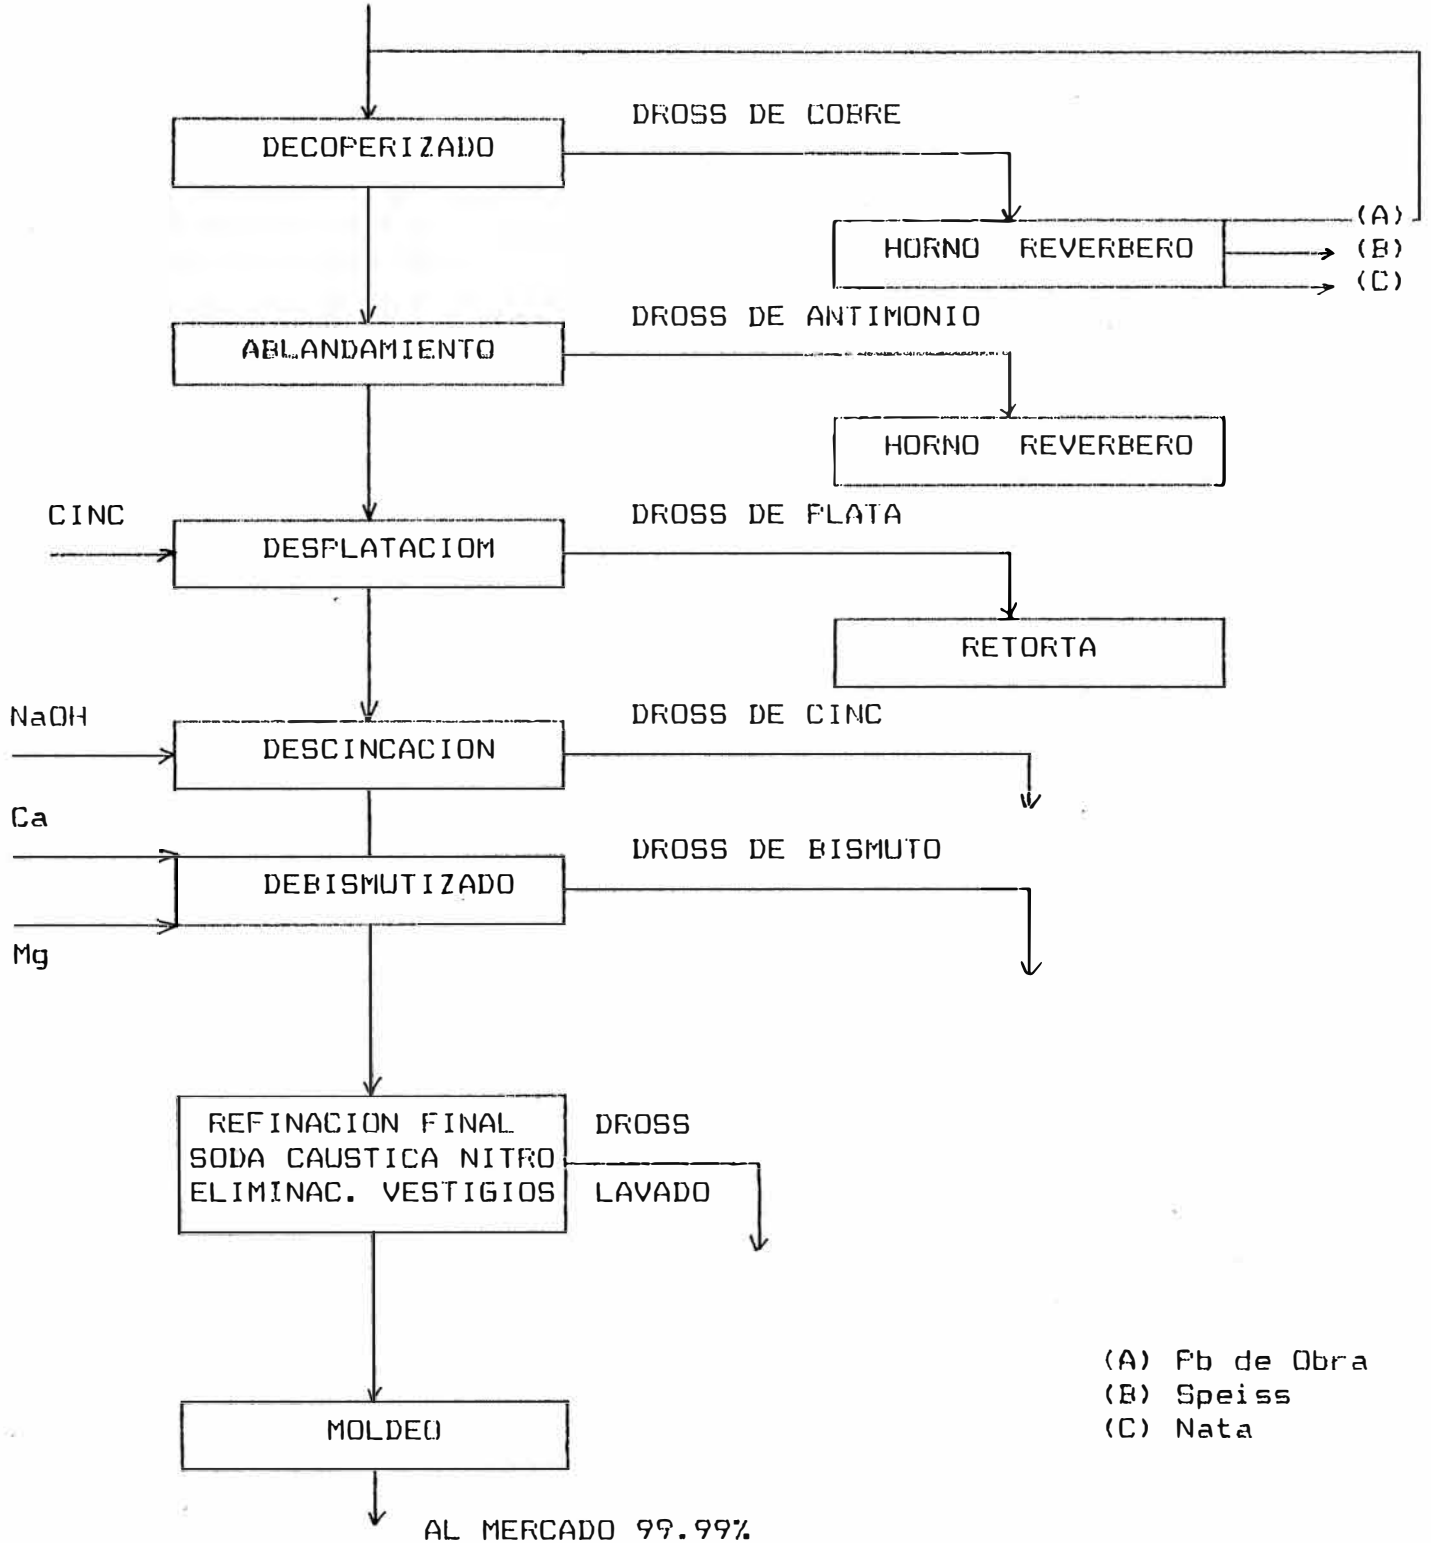 DROSS DE COBRE
DECOPERIZADO
(A)
HORNO REVERBERO
(B)
(C)
DROSS DE ANTIMONIO
ABLANDAMIENTO
HORNO REVERBERO
CINC
DROSS DE PLATA
DESPLATACIOM
RETORTA
NaOH
DROSS DE CINC
DESCINCACION
Ca
DROSS DE BISMUTO
DEBISMUTIZADO
Mg
REFINACION FINAL
SODA CAUSTICA NITRO
ELIMINAC. VESTIGIOS
DROSS
LAVADO
(A) Pb de Obra
(B) Speiss
(C) Nata
MOLDEO
AL MERCADO 99.99%